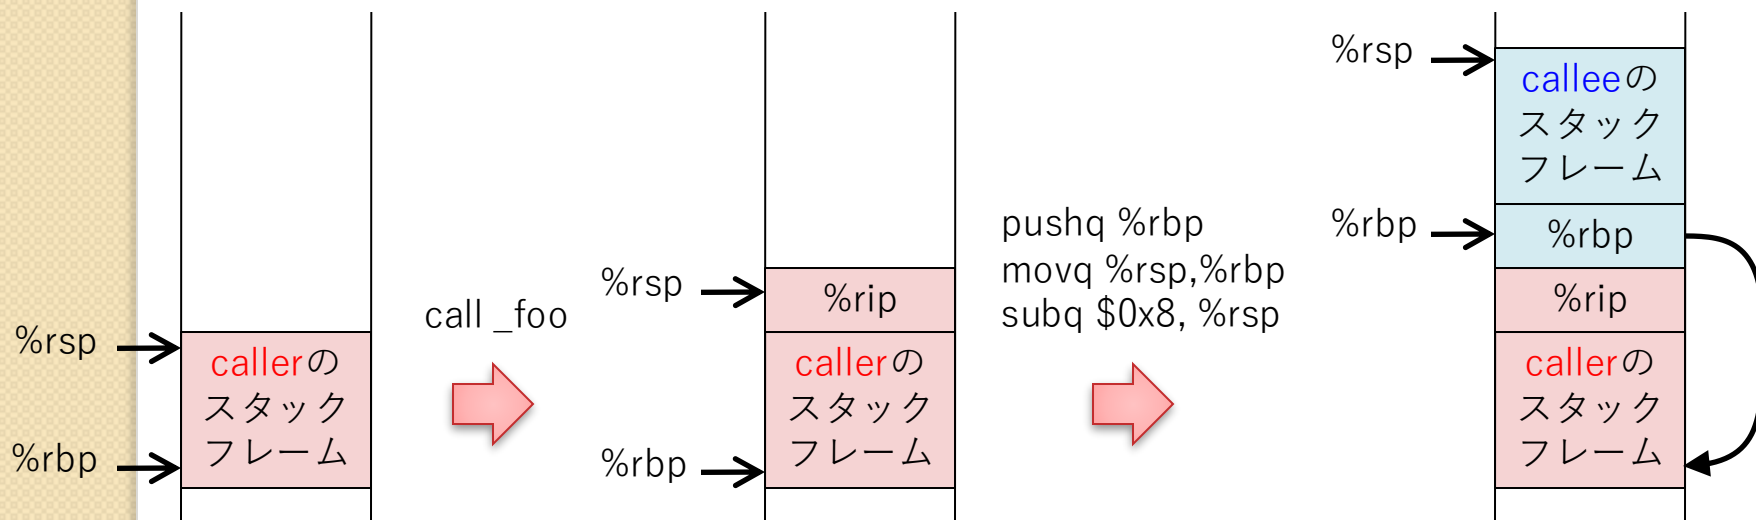 %rsp
%rbp
callerの
スタック
フレーム
call _foo
%rsp
%rbp
%rip
callerの
スタック
フレーム
pushq %rbp
movq %rsp,%rbp
subq $0x8, %rsp
%rsp
%rbp
calleeの
スタック
フレーム
%rbp
%rip
callerの
スタック
フレーム